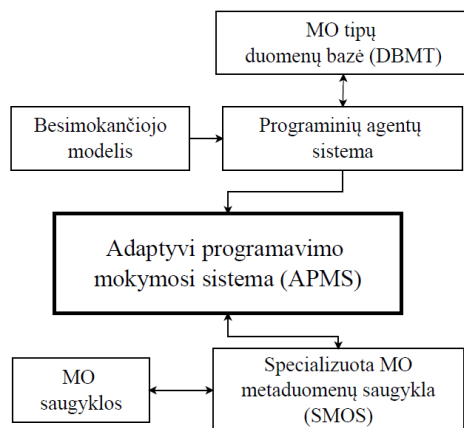 MO tipų
duomenų bazė (DBMT)
Besimokančiojo
modelis
Programinių agentų
sistema
Adaptyvi programavimo
mokymosi sistema (APMS)
MO
saugyklos
Specializuota MO
metaduomenų saugykla
(SMOS)